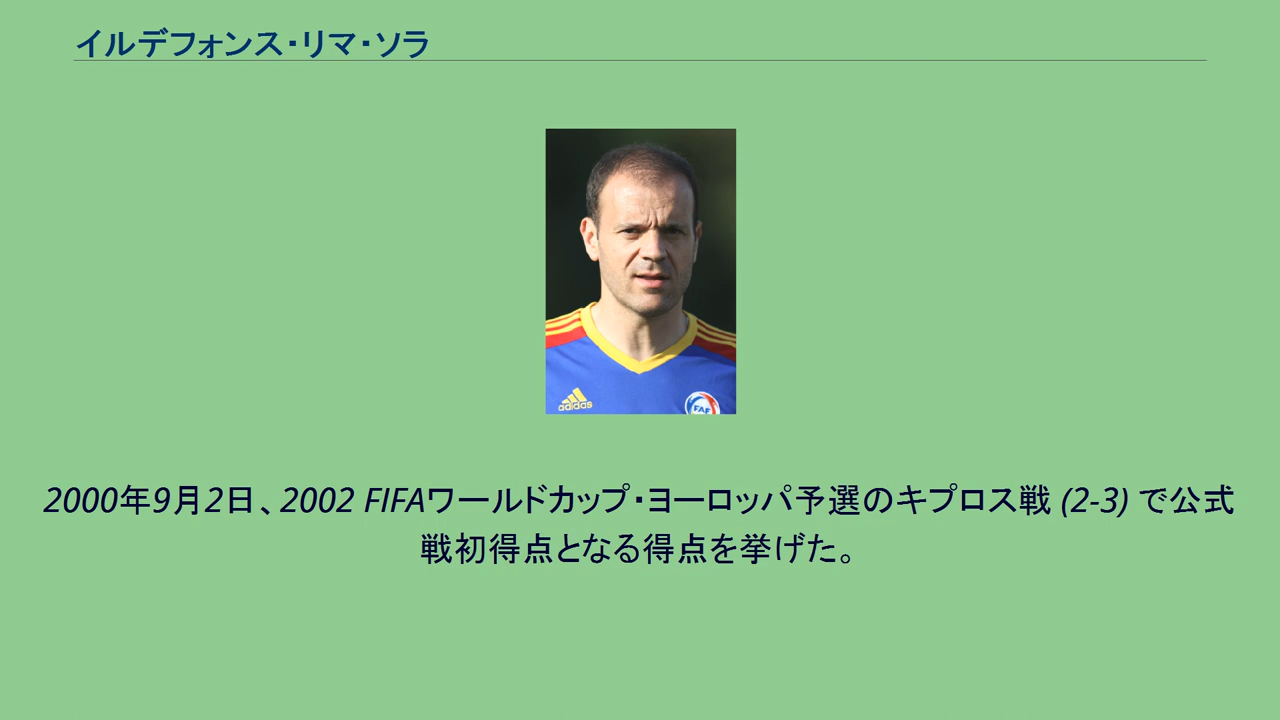 イルデフォンス・リマ・ソラ
adidas
FAF
2000年9月2日、2002 FIFAワールドカップ・ヨーロッパ予選のキプロス戦 (2-3) で公式
戦初得点となる得点を挙げた。